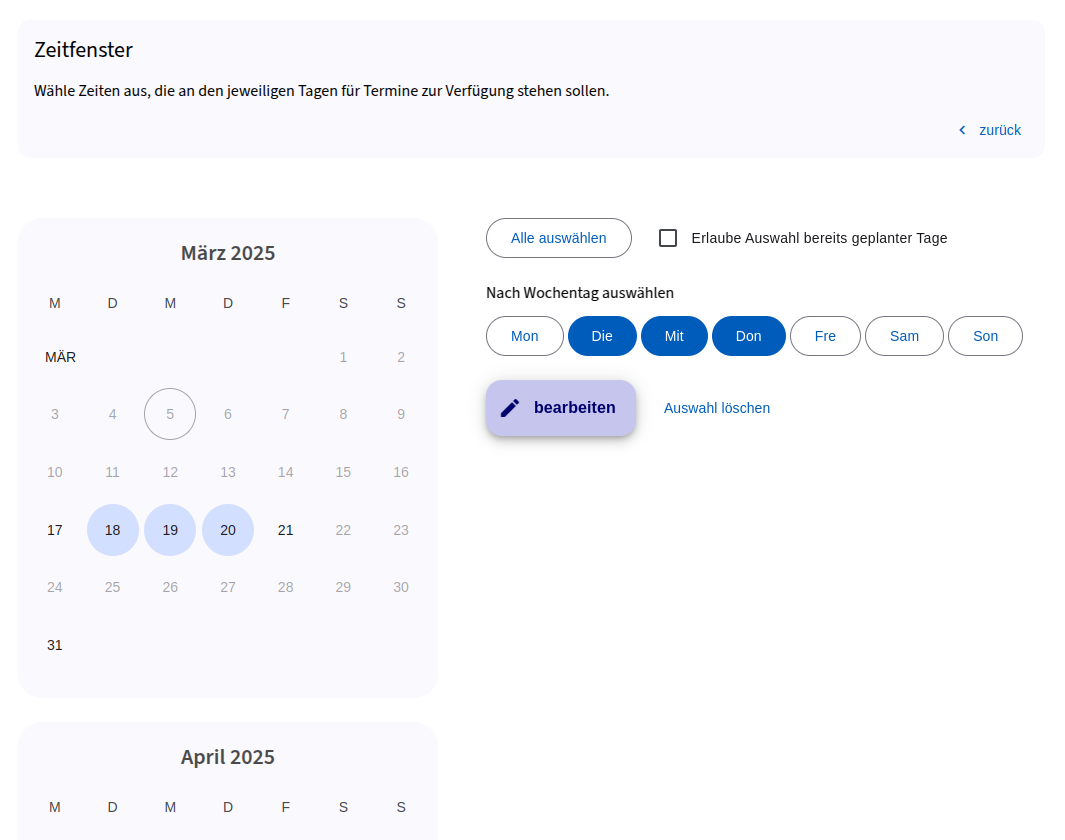 Zeitfenster
Wähle Zeiten aus, die an den jeweiligen Tagen für Termine zur Verfügung stehen sollen.
zurück
März 2025
M D M D F S S
MÄR 1 2
3 4 5 6 7 8 9
10 11 12 13 14 15 16
17 18 19 20 21 22 23
24 25 26 27 28 29 30
31
April 2025
M D M D F S S
Alle auswählen
Erlaube Auswahl bereits geplanter Tage
Nach Wochentag auswählen
Mon Die Mit Don Fre Sam Son
bearbeiten
Auswahl löschen